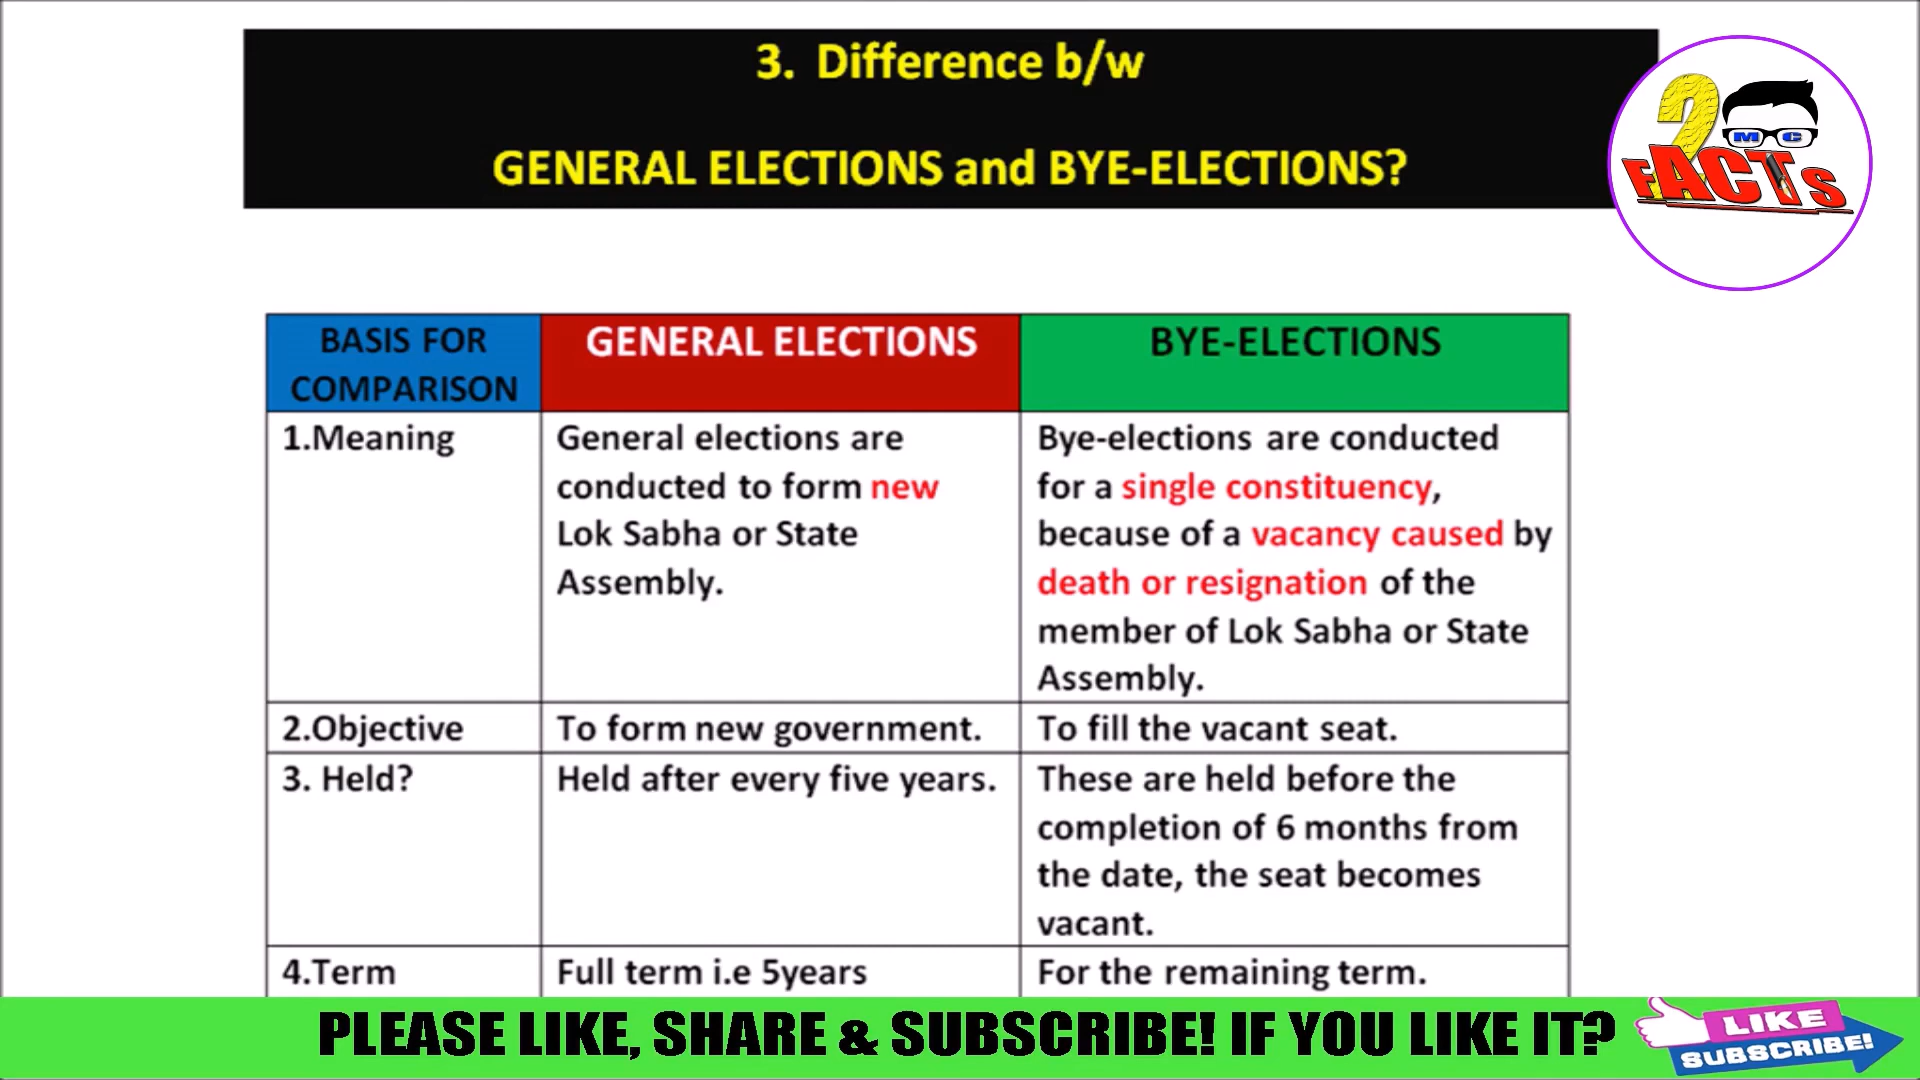 3. Difference b/w
GENERAL ELECTIONS and BYE-ELECTIONS?
2
MC
FACTS
BASIS FOR
COMPARISON
GENERAL ELECTIONS
BYE-ELECTIONS
1.Meaning
General elections are
conducted to form new
Lok Sabha or State
Assembly.
Bye-elections are conducted
for a single constituency,
because of a vacancy caused by
death or resignation of the
member of Lok Sabha or State
Assembly.
2.Objective
To form new government.
To fill the vacant seat.
3. Held?
Held after every five years.
These are held before the
completion of 6 months from
the date, the seat becomes
vacant.
4.Term
Full term i.e 5years
For the remaining term.
PLEASE LIKE, SHARE & SUBSCRIBE! IF YOU LIKE IT?
LIKE
SUBSCRIBE!